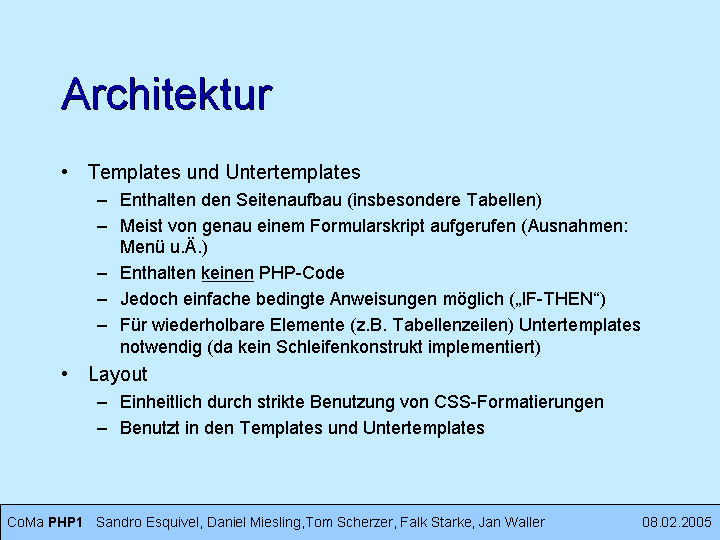 Architektur
• Templates und Untertemplates
– Enthalten den Seitenaufbau (insbesondere Tabellen)
– Meist von genau einem Formularskript aufgerufen (Ausnahmen:
Menü u.Ä.)
– Enthalten keinen PHP-Code
– Jedoch einfache bedingte Anweisungen möglich („IF-THEN“)
– Für wiederholbare Elemente (z.B. Tabellenzeilen) Untertemplates
notwendig (da kein Schleifenkonstrukt implementiert)
• Layout
– Einheitlich durch strikte Benutzung von CSS-Formatierungen
– Benutzt in den Templates und Untertemplates
CoMa PHP1 Sandro Esquivel, Daniel Miesling,Tom Scherzer, Falk Starke, Jan Waller 08.02.2005